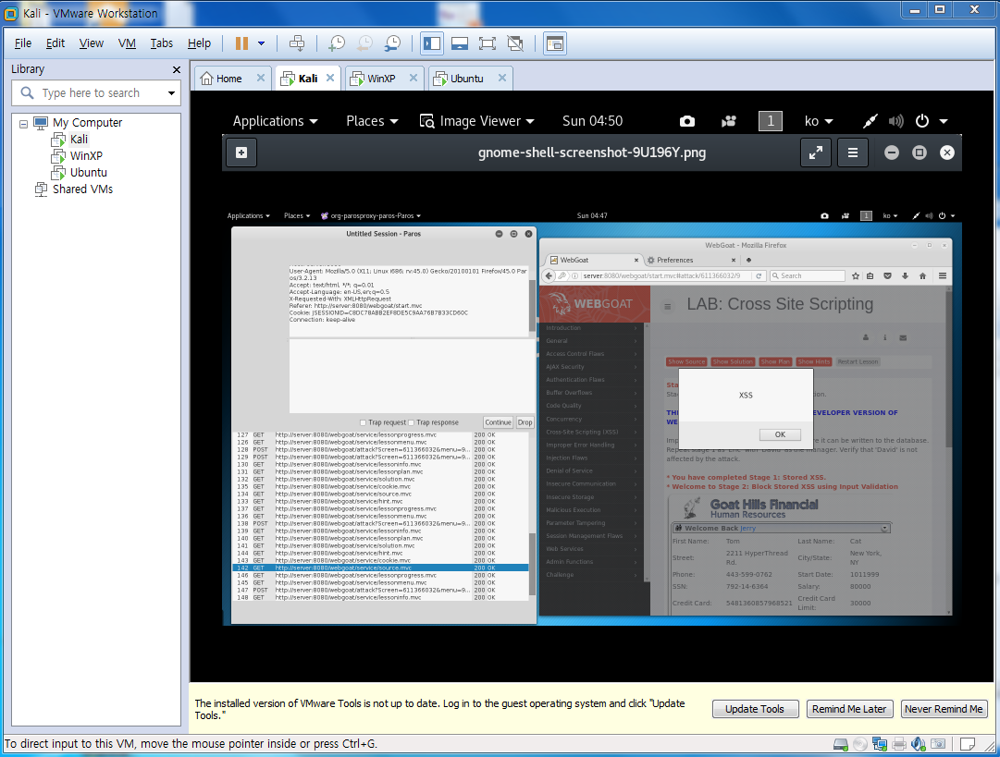 Kali - VMware Workstation
File Edit View VM Tabs Help
Library
Type here to search
My Computer
Kali
WinXP
Ubuntu
Shared VMs
Home Kali WinXP Ubuntu
Applications Places Image Viewer Sun 04:50 1 ko
gnome-shell-screenshot-9U196Y.png
Applications Places org-parosproxy-paros-Paros Sun 04:47 1 ko
Untitled Session - Paros
User-Agent: Mozilla/5.0 (X11; Linux i686; rv:45.0) Gecko/20100101 Firefox/45.0 Par
os/3.2.13
Accept: text/html, */*; q=0.01
Accept-Language: en-US,en;q=0.5
X-Requested-With: XMLHttpRequest
Referer: http://server:8080/webgoat/start.mvc
Cookie: JSESSIONID=C8DC78ABB2EF8DE5C9AA76B7B33CD60C
Connection: keep-alive
Trap request Trap response Continue Drop
127 GET http://server:8080/webgoat/service/lessonprogress.mvc 200 OK
126 GET http://server:8080/webgoat/service/lessonmenu.mvc 200 OK
128 POST http://server:8080/webgoat/attack?Screen=611366032&menu=9... 200 OK
129 POST http://server:8080/webgoat/attack?Screen=611366032&menu=9... 200 OK
130 GET http://server:8080/webgoat/service/lessoninfo.mvc 200 OK
131 GET http://server:8080/webgoat/service/lessonplan.mvc 200 OK
132 GET http://server:8080/webgoat/service/solution.mvc 200 OK
135 GET http://server:8080/webgoat/service/cookie.mvc 200 OK
134 GET http://server:8080/webgoat/service/source.mvc 200 OK
133 GET http://server:8080/webgoat/service/hint.mvc 200 OK
137 GET http://server:8080/webgoat/service/lessonprogress.mvc 200 OK
136 GET http://server:8080/webgoat/service/lessonmenu.mvc 200 OK
138 POST http://server:8080/webgoat/attack?Screen=611366032&menu=9... 200 OK
139 GET http://server:8080/webgoat/service/lessoninfo.mvc 200 OK
140 GET http://server:8080/webgoat/service/lessonplan.mvc 200 OK
141 GET http://server:8080/webgoat/service/solution.mvc 200 OK
144 GET http://server:8080/webgoat/service/hint.mvc 200 OK
143 GET http://server:8080/webgoat/service/cookie.mvc 200 OK
142 GET http://server:8080/webgoat/service/source.mvc 200 OK
146 GET http://server:8080/webgoat/service/lessonprogress.mvc 200 OK
145 GET http://server:8080/webgoat/service/lessonmenu.mvc 200 OK
147 POST http://server:8080/webgoat/attack?Screen=611366032&menu=9... 200 OK
148 GET http://server:8080/webgoat/service/lessoninfo.mvc 200 OK
WebGoat - Mozilla Firefox
WebGoat Preferences
server:8080/webgoat/start.mvc#attack/611366032/9 Search
WEBGOAT
LAB: Cross Site Scripting
Introduction
General
Access Control Flaws
AJAX Security
Authentication Flaws
Buffer Overflows
Code Quality
Concurrency
Cross-Site Scripting (XSS)
Improper Error Handling
Injection Flaws
Denial of Service
Insecure Communication
Insecure Storage
Malicious Execution
Parameter Tampering
Session Management Flaws
Web Services
Admin Functions
Challenge
Show Source Show Solution Show Plan Show Hints Restart Lesson
XSS
OK
DEVELOPER VERSION OF
it can be written to the database.
Verify that 'David' is not
affected by the attack.
* You have completed Stage 1: Stored XSS.
* Welcome to Stage 2: Block Stored XSS using Input Validation
Goat Hills Financial
Human Resources
Welcome Back Jerry
First Name: Tom Last Name: Cat
Street: 2211 HyperThread Rd. City/State: New York, NY
Phone: 443-599-0762 Start Date: 1011999
SSN: 792-14-6364 Salary: 80000
Credit Card: 5481360857968521 Credit Card Limit: 30000
The installed version of VMware Tools is not up to date. Log in to the guest operating system and click "Update
Tools."
Update Tools Remind Me Later Never Remind Me
To direct input to this VM, move the mouse pointer inside or press Ctrl+G.